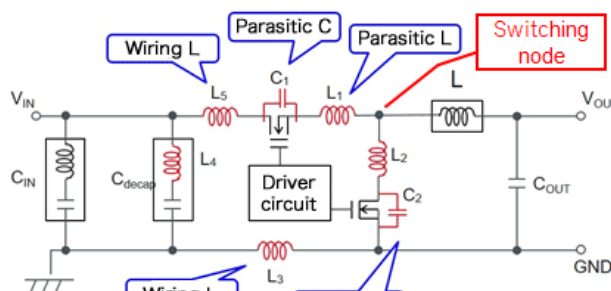 Wiring L
Parasitic C
Parasitic L
Switching
node
VIN
L5
C1
L1
L
VOU
CIN
Cdecap
L4
L2
Driver
circuit
C2
COUT
L3
GND
Wiring L